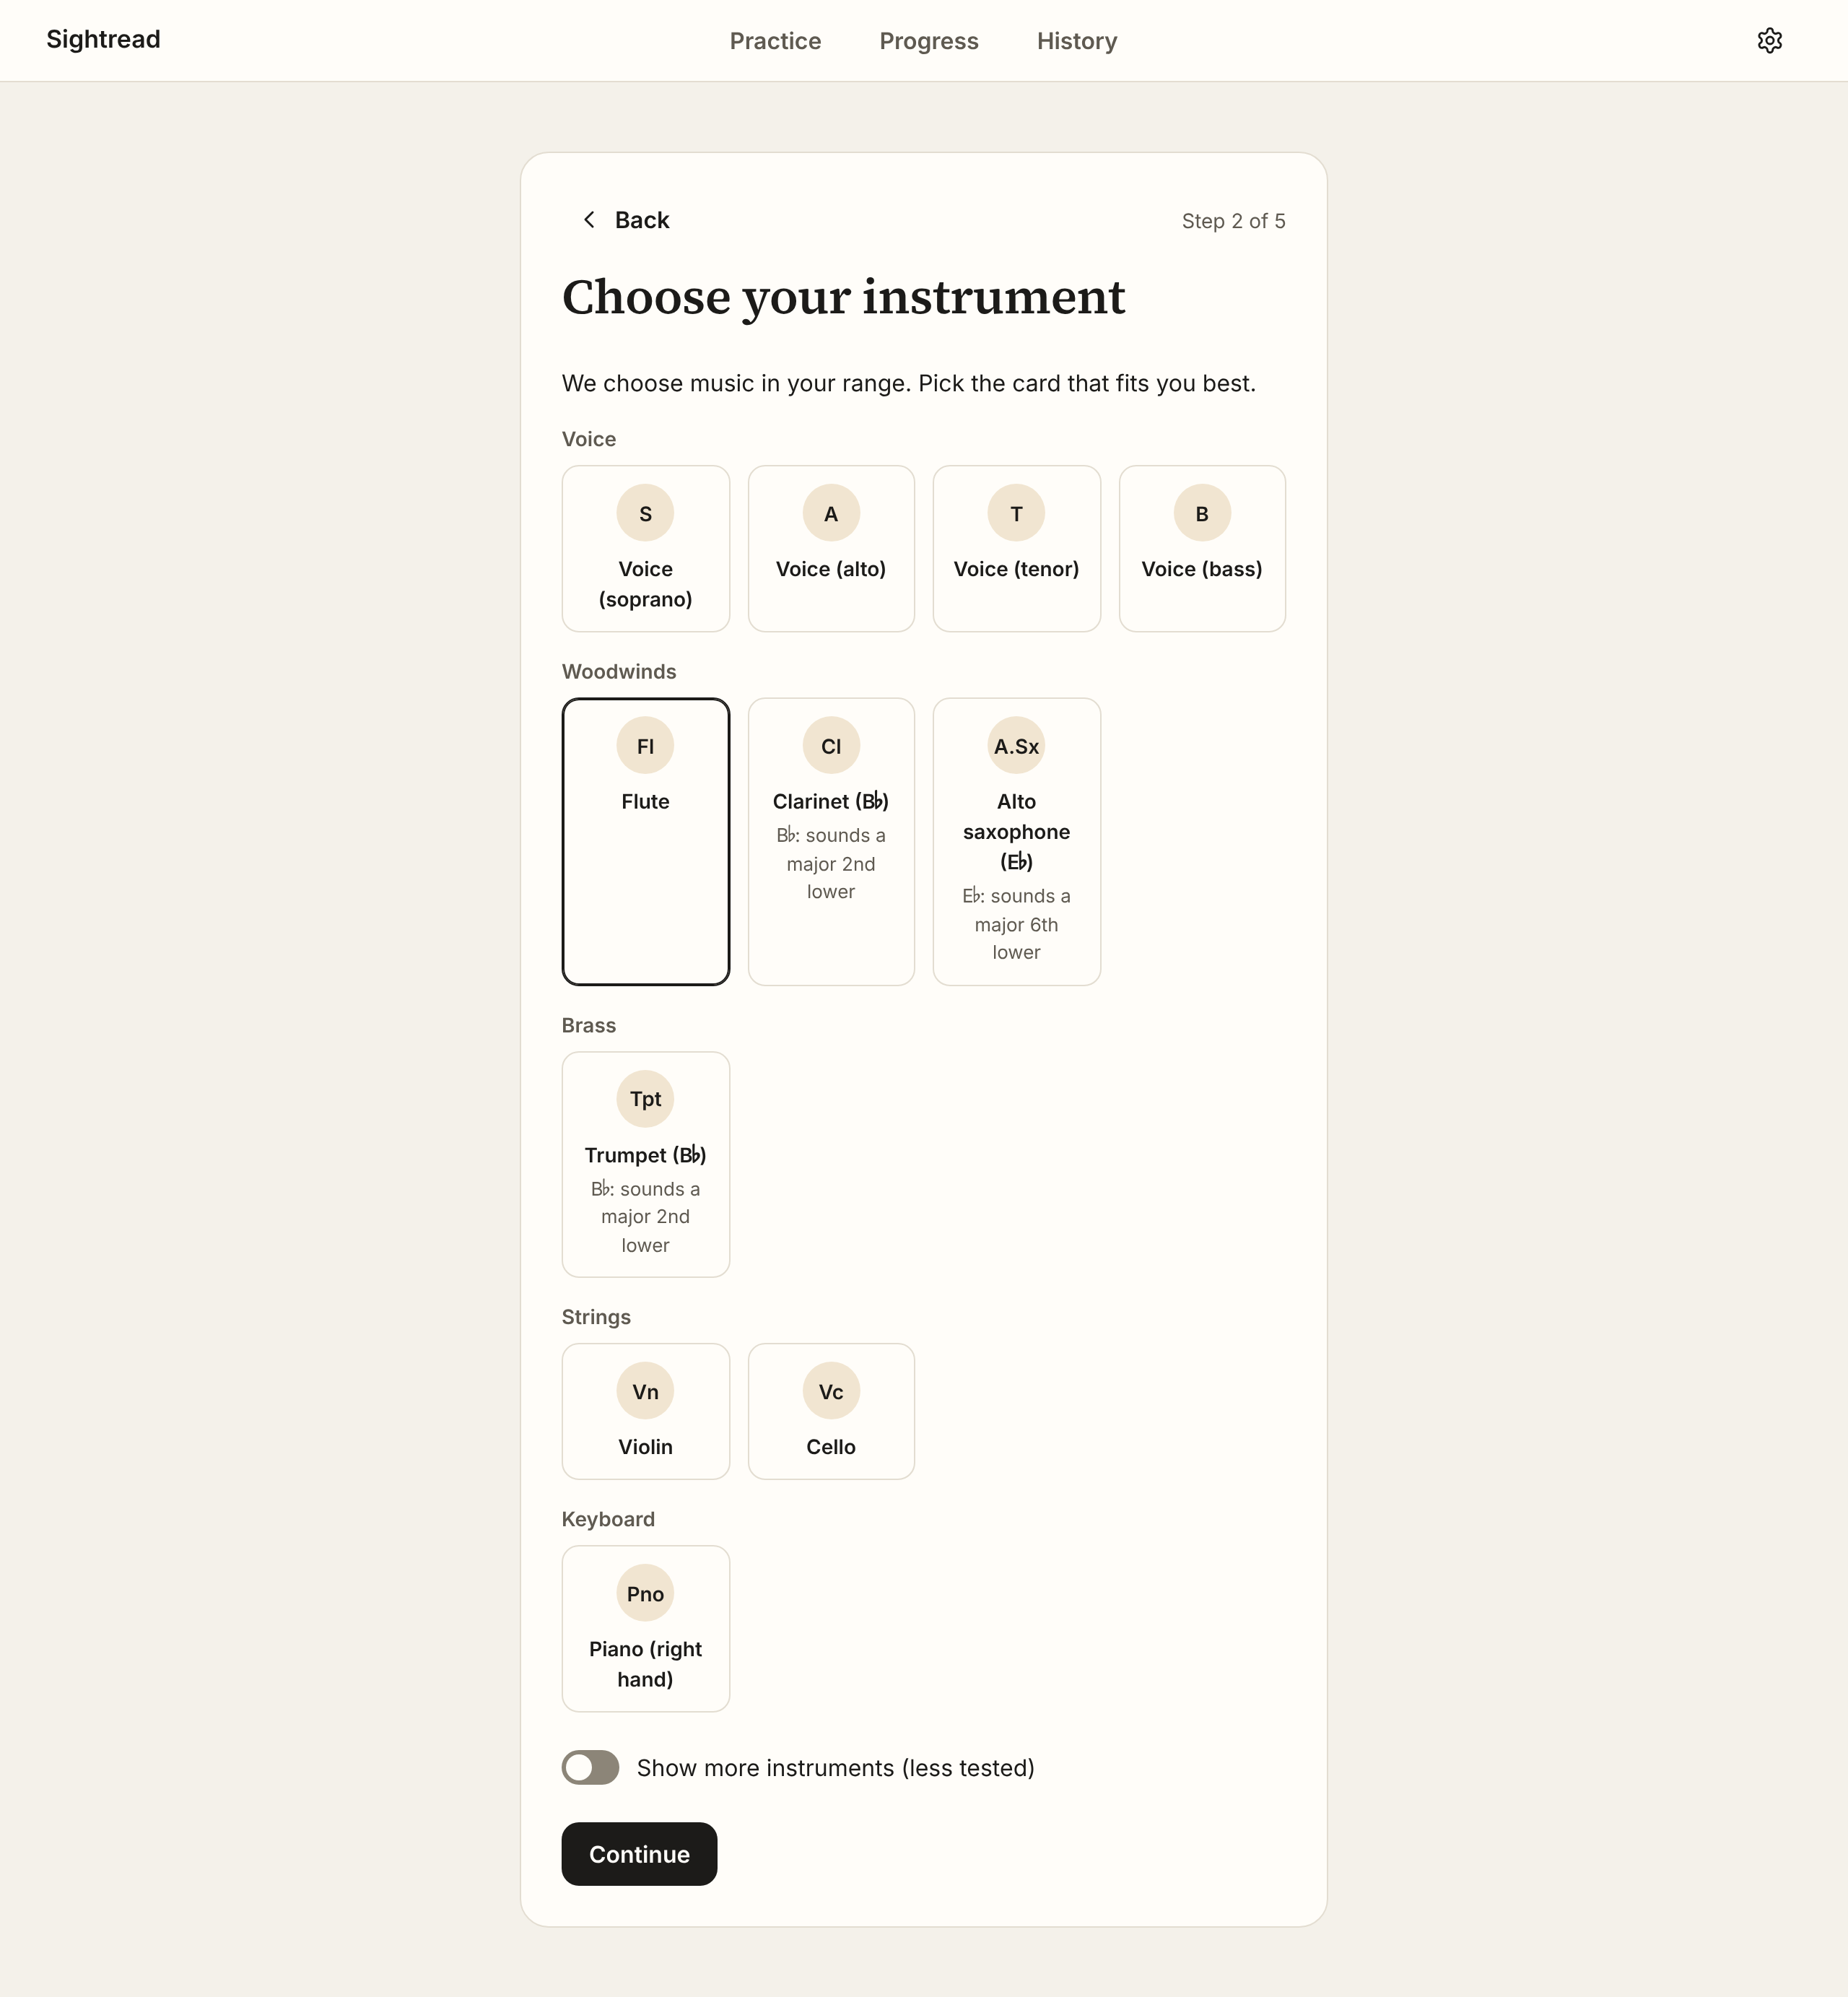 Sightread
Practice
Progress
History
Back
Step 2 of 5
Choose your instrument
We choose music in your range. Pick the card that fits you best.
Voice
S
Voice
(soprano)
A
Voice (alto)
T
Voice (tenor)
B
Voice (bass)
Woodwinds
Fl
Flute
Cl
Clarinet (B♭)
B♭: sounds a
major 2nd
lower
A.Sx
Alto
saxophone
(E♭)
E♭: sounds a
major 6th
lower
Brass
Tpt
Trumpet (B♭)
B♭: sounds a
major 2nd
lower
Strings
Vn
Violin
Vc
Cello
Keyboard
Pno
Piano (right
hand)
Show more instruments (less tested)
Continue